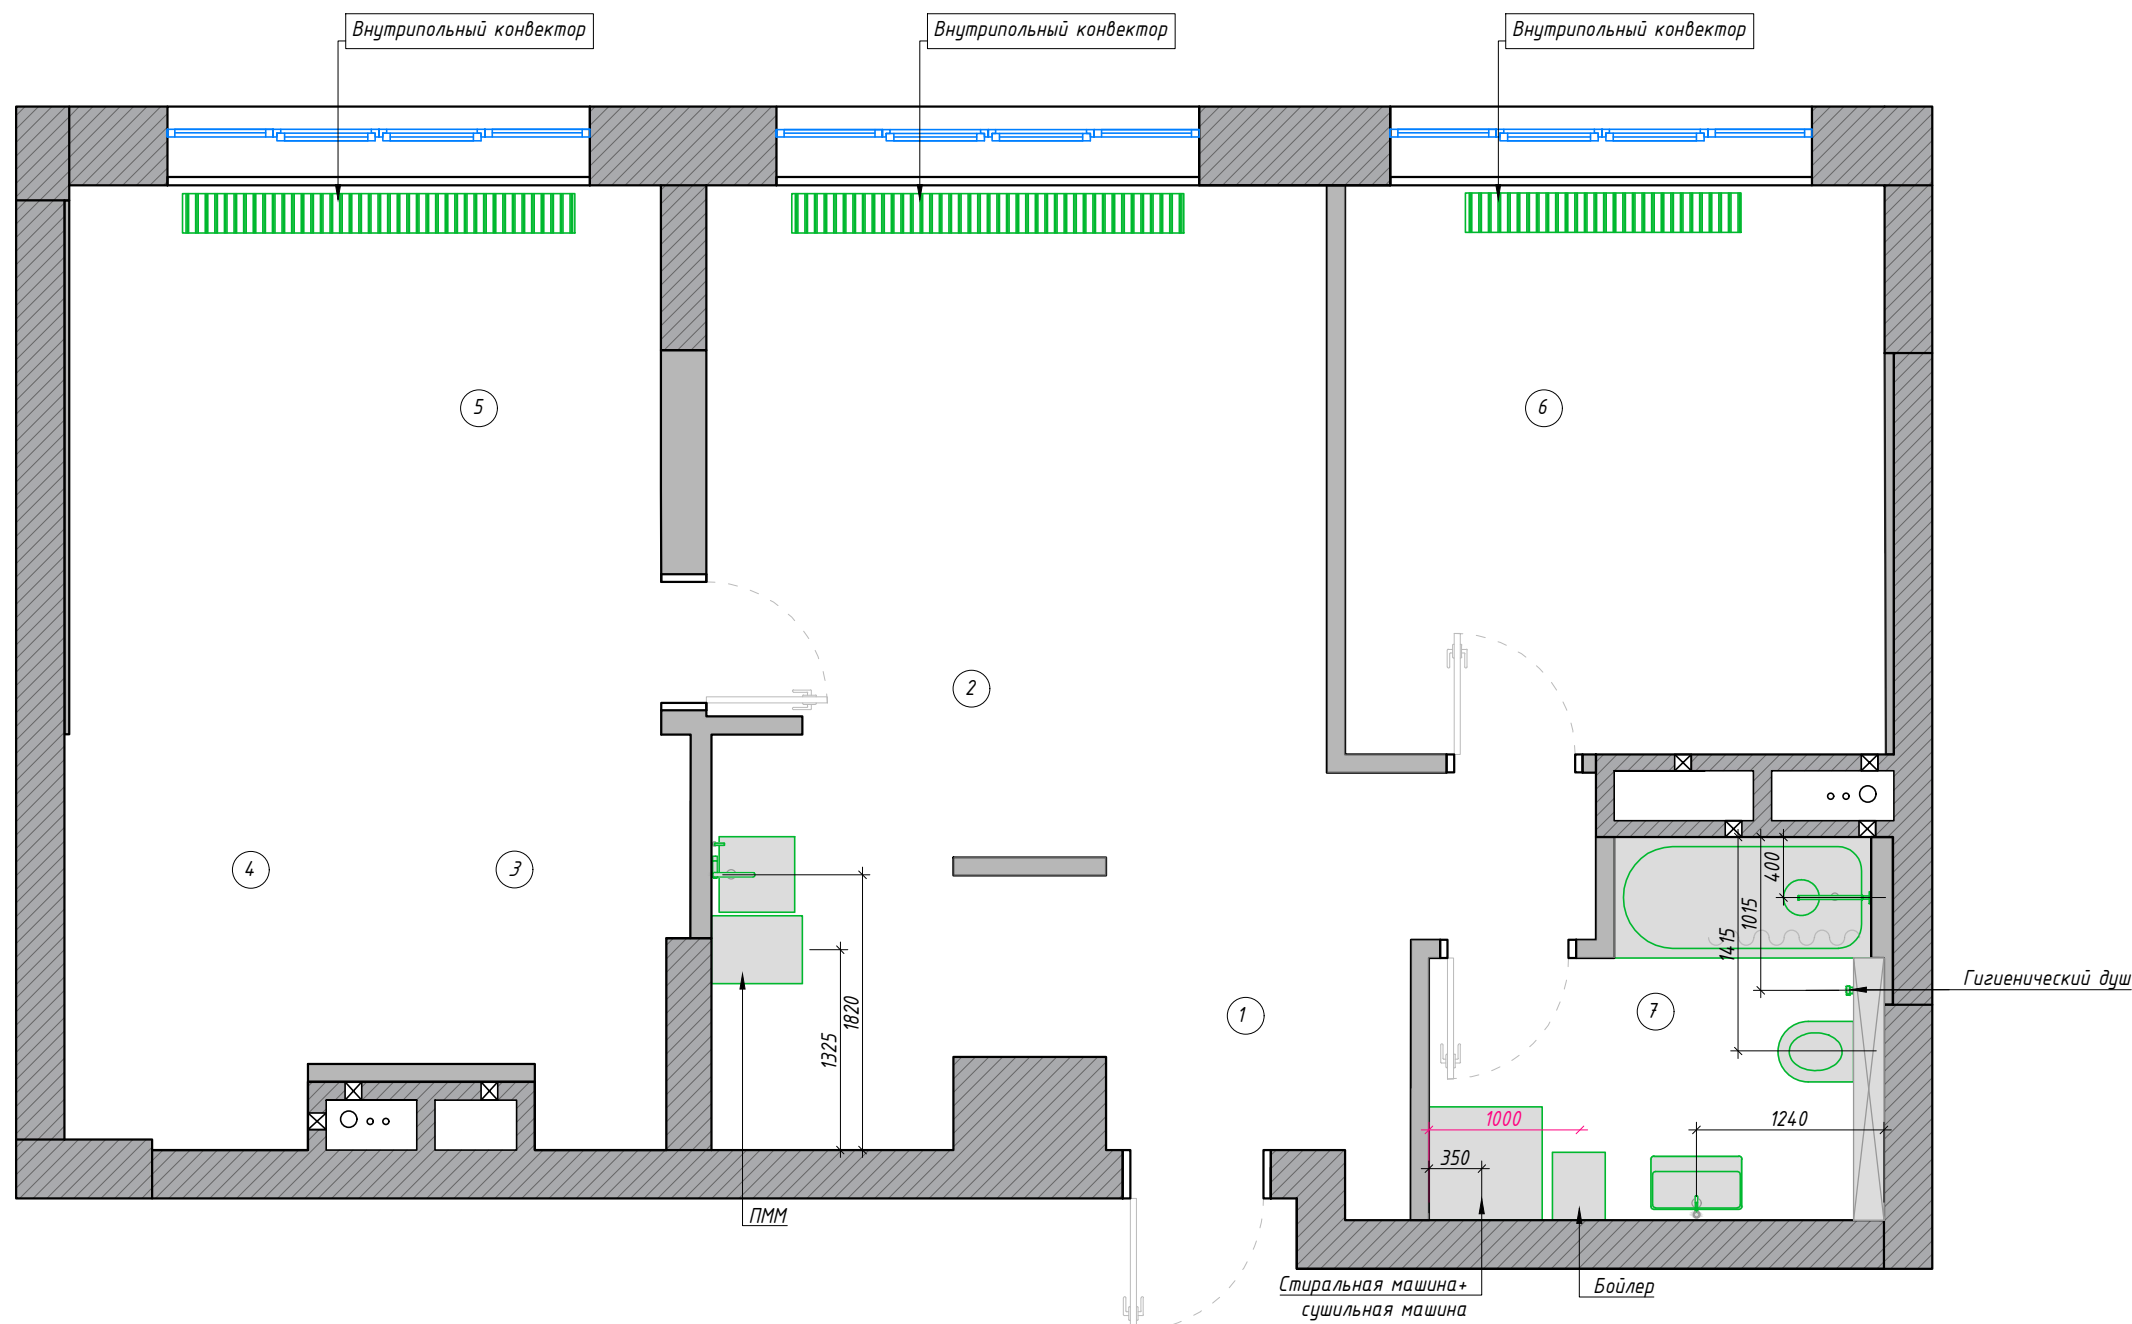 Внутрипольный конвектор
Внутрипольный конвектор
Внутрипольный конвектор
5
6
2
4
3
400
1015
1415
Гигиенический душ
1
7
1820
1325
1000
1240
350
ПММ
Стиральная машина+
сушильная машина
Бойлер